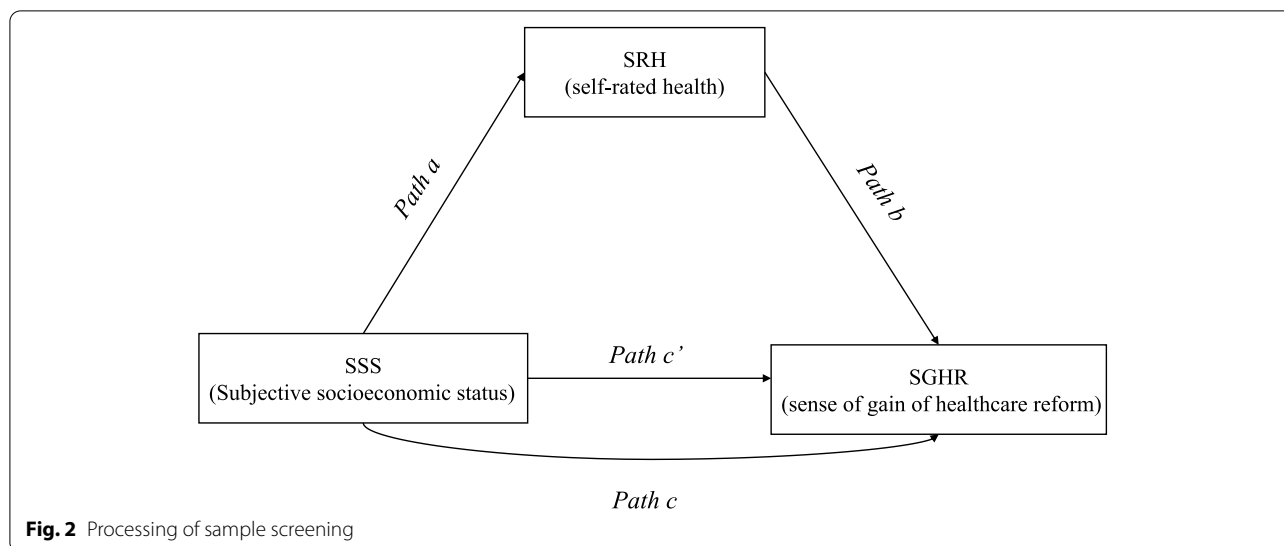 SRH
(self-rated health)
Path a
Path b
SSS
(Subjective socioeconomic status)
Path c’
SGHR
(sense of gain of healthcare reform)
Path c
Fig. 2 Processing of sample screening